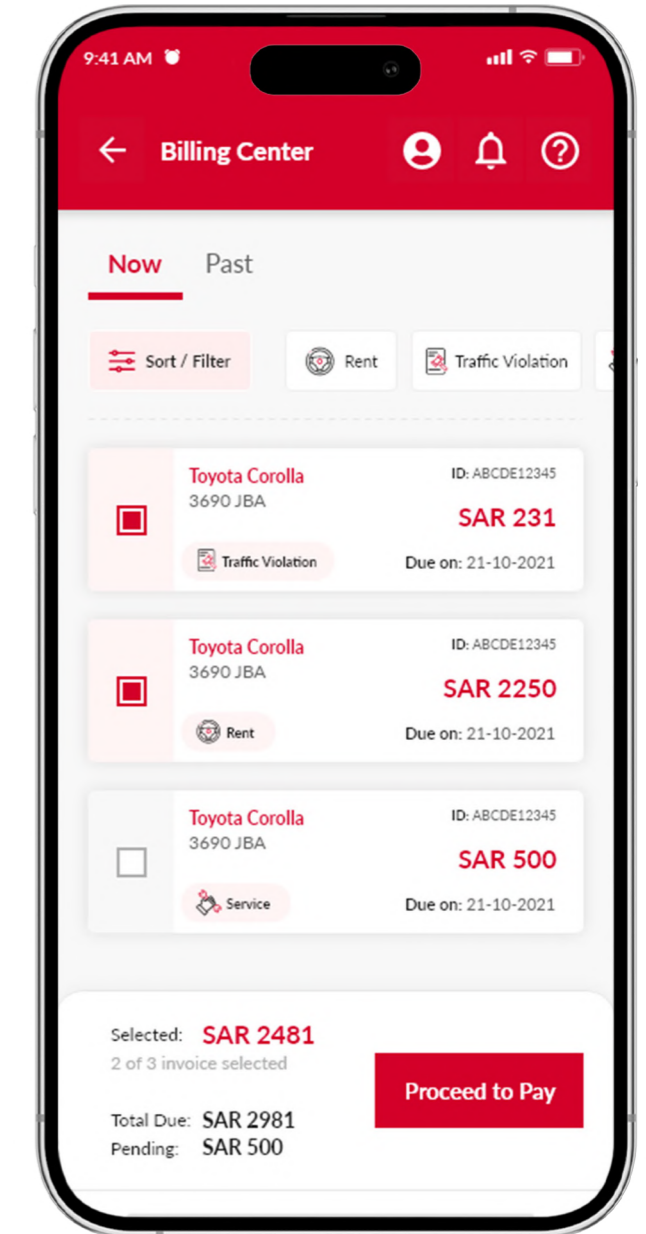 9:41 AM
Billing Center
Now Past
Sort / Filter Rent Traffic Violation
Toyota Corolla ID: ABCDE12345
3690 JBA
SAR 231
Traffic Violation Due on: 21-10-2021
Toyota Corolla ID: ABCDE12345
3690 JBA
SAR 2250
Rent Due on: 21-10-2021
Toyota Corolla ID: ABCDE12345
3690 JBA
SAR 500
Service Due on: 21-10-2021
Selected: SAR 2481
2 of 3 invoice selected
Proceed to Pay
Total Due: SAR 2981
Pending: SAR 500